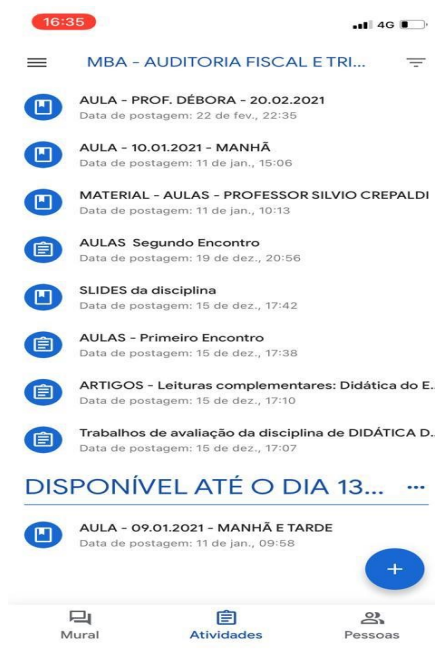 16:35
4G
MBA - AUDITORIA FISCAL E TRI...
AULA - PROF. DÉBORA - 20.02.2021
Data de postagem: 22 de fev., 22:35
AULA - 10.01.2021 - MANHÃ
Data de postagem: 11 de jan., 15:06
MATERIAL - AULAS - PROFESSOR SILVIO CREPALDI
Data de postagem: 11 de jan., 10:13
AULAS Segundo Encontro
Data de postagem: 19 de dez., 20:56
SLIDES da disciplina
Data de postagem: 15 de dez., 17:42
AULAS - Primeiro Encontro
Data de postagem: 15 de dez., 17:38
ARTIGOS - Leituras complementares: Didática do E..
Data de postagem: 15 de dez., 17:10
Trabalhos de avaliação da disciplina de DIDÁTICA D..
Data de postagem: 15 de dez., 17:07
DISPONÍVEL ATÉ O DIA 13...
AULA - 09.01.2021 - MANHÃ E TARDE
Data de postagem: 11 de jan., 09:58
Mural
Atividades
Pessoas